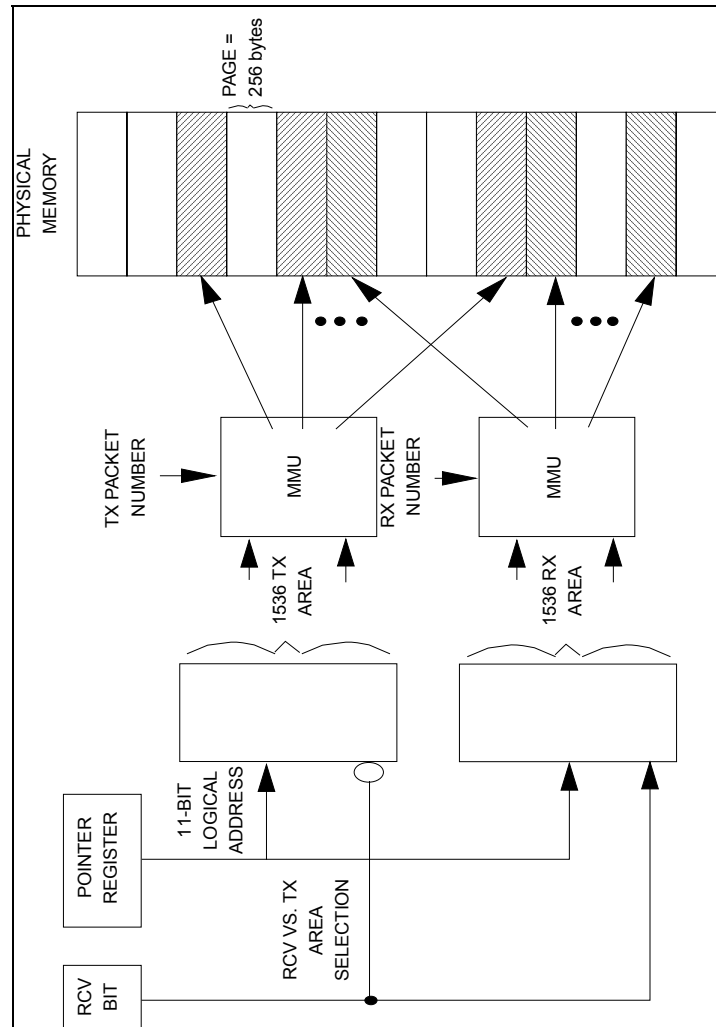 PHYSICAL
MEMORY
PAGE =
256 bytes
TX PACKET
NUMBER
MMU
RX PACKET
NUMBER
MMU
1536 TX
AREA
1536 RX
AREA
11-BIT
LOGICAL
ADDRESS
POINTER
REGISTER
RCV VS. TX
AREA
SELECTION
RCV
BIT